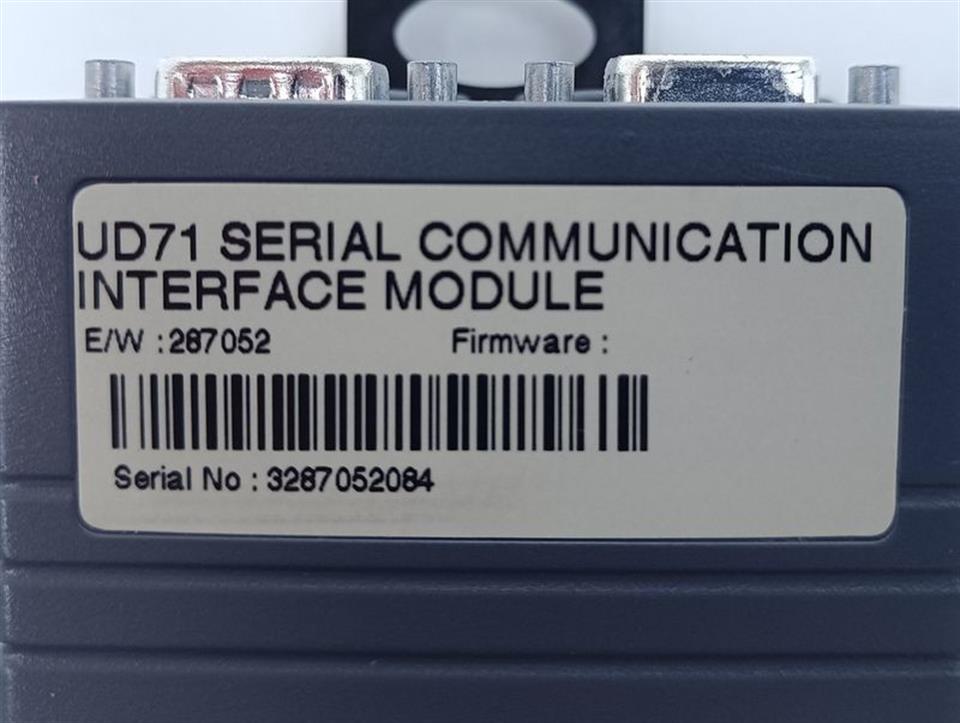 UD71 SERIAL COMMUNICATION
INTERFACE MODULE
E/W : 287052 Firmware :
Serial No : 3287052084